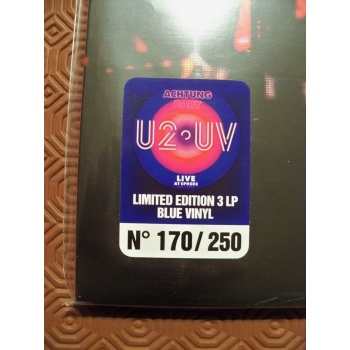 ACHTUNG
BABY
U2•UV
LIVE
AT SPHERE
LIMITED EDITION 3 LP
BLUE VINYL
N° 170/250